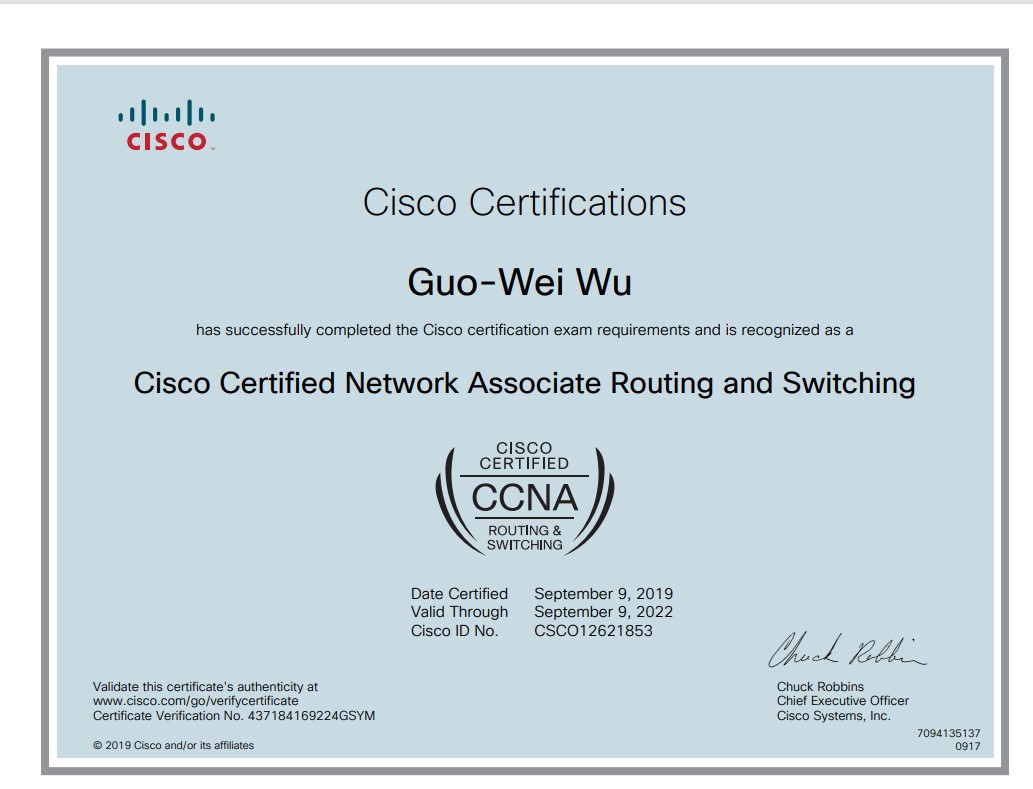 CISCO™
Cisco Certifications
Guo-Wei Wu
has successfully completed the Cisco certification exam requirements and is recognized as a
Cisco Certified Network Associate Routing and Switching
CISCO
CERTIFIED
CCNA
ROUTING &
SWITCHING
Date Certified September 9, 2019
Valid Through September 9, 2022
Cisco ID No. CSCO12621853
Chuck Robbins
Validate this certificate's authenticity at
www.cisco.com/go/verifycertificate
Certificate Verification No. 437184169224GSYM
Chuck Robbins
Chief Executive Officer
Cisco Systems, Inc.
© 2019 Cisco and/or its affiliates
7094135137
0917